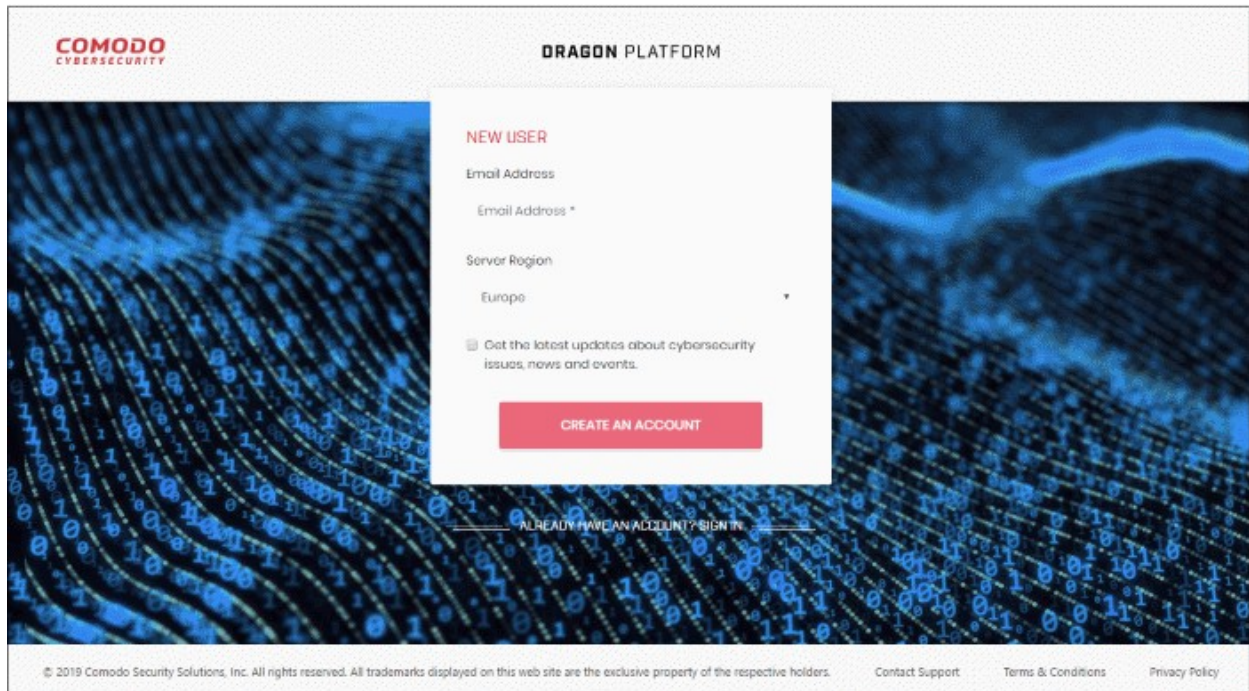 COMODO
CYBERSECURITY
DRAGON PLATFORM
NEW USER
Email Address
Email Address *
Server Region
Europe
Get the latest updates about cybersecurity
issues, news and events.
CREATE AN ACCOUNT
ALREADY HAVE AN ACCOUNT? SIGN IN
© 2019 Comodo Security Solutions, Inc. All rights reserved. All trademarks displayed on this web site are the exclusive property of the respective holders. Contact Support Terms & Conditions Privacy Policy